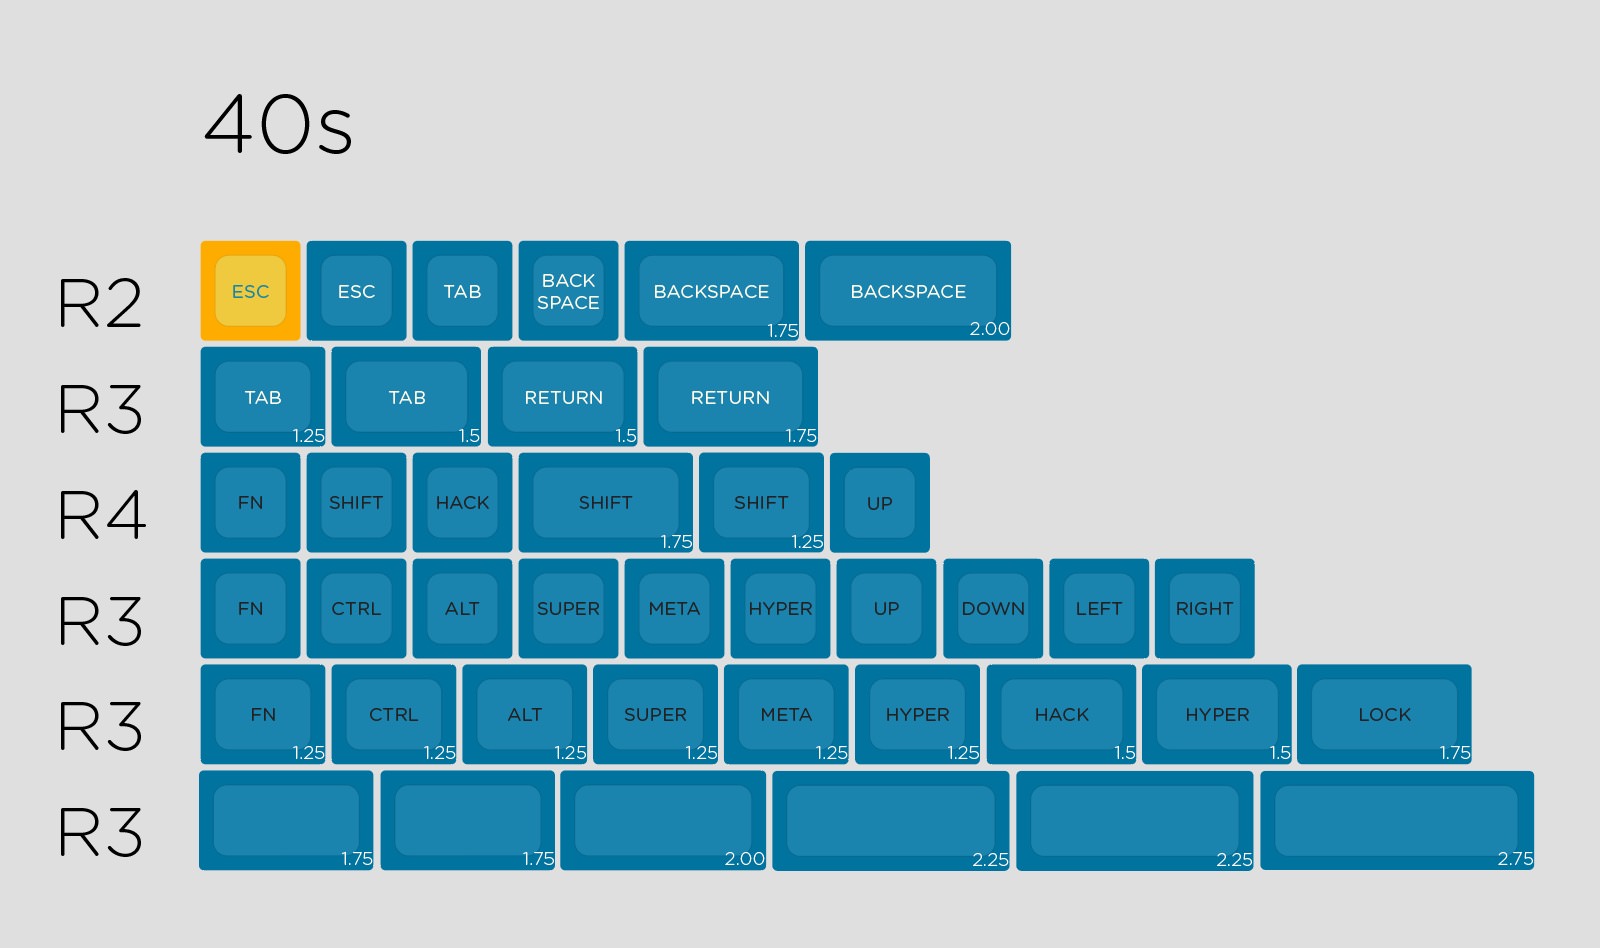 40s
R2
ESC ESC TAB BACK SPACE BACKSPACE BACKSPACE
1.75 2.00
R3
TAB TAB RETURN RETURN
1.25 1.5 1.5 1.75
R4
FN SHIFT HACK SHIFT SHIFT UP
1.75 1.25
R3
FN CTRL ALT SUPER META HYPER UP DOWN LEFT RIGHT
R3
FN CTRL ALT SUPER META HYPER HACK HYPER LOCK
1.25 1.25 1.25 1.25 1.25 1.25 1.5 1.5 1.75
R3
1.75 1.75 2.00 2.25 2.25 2.75